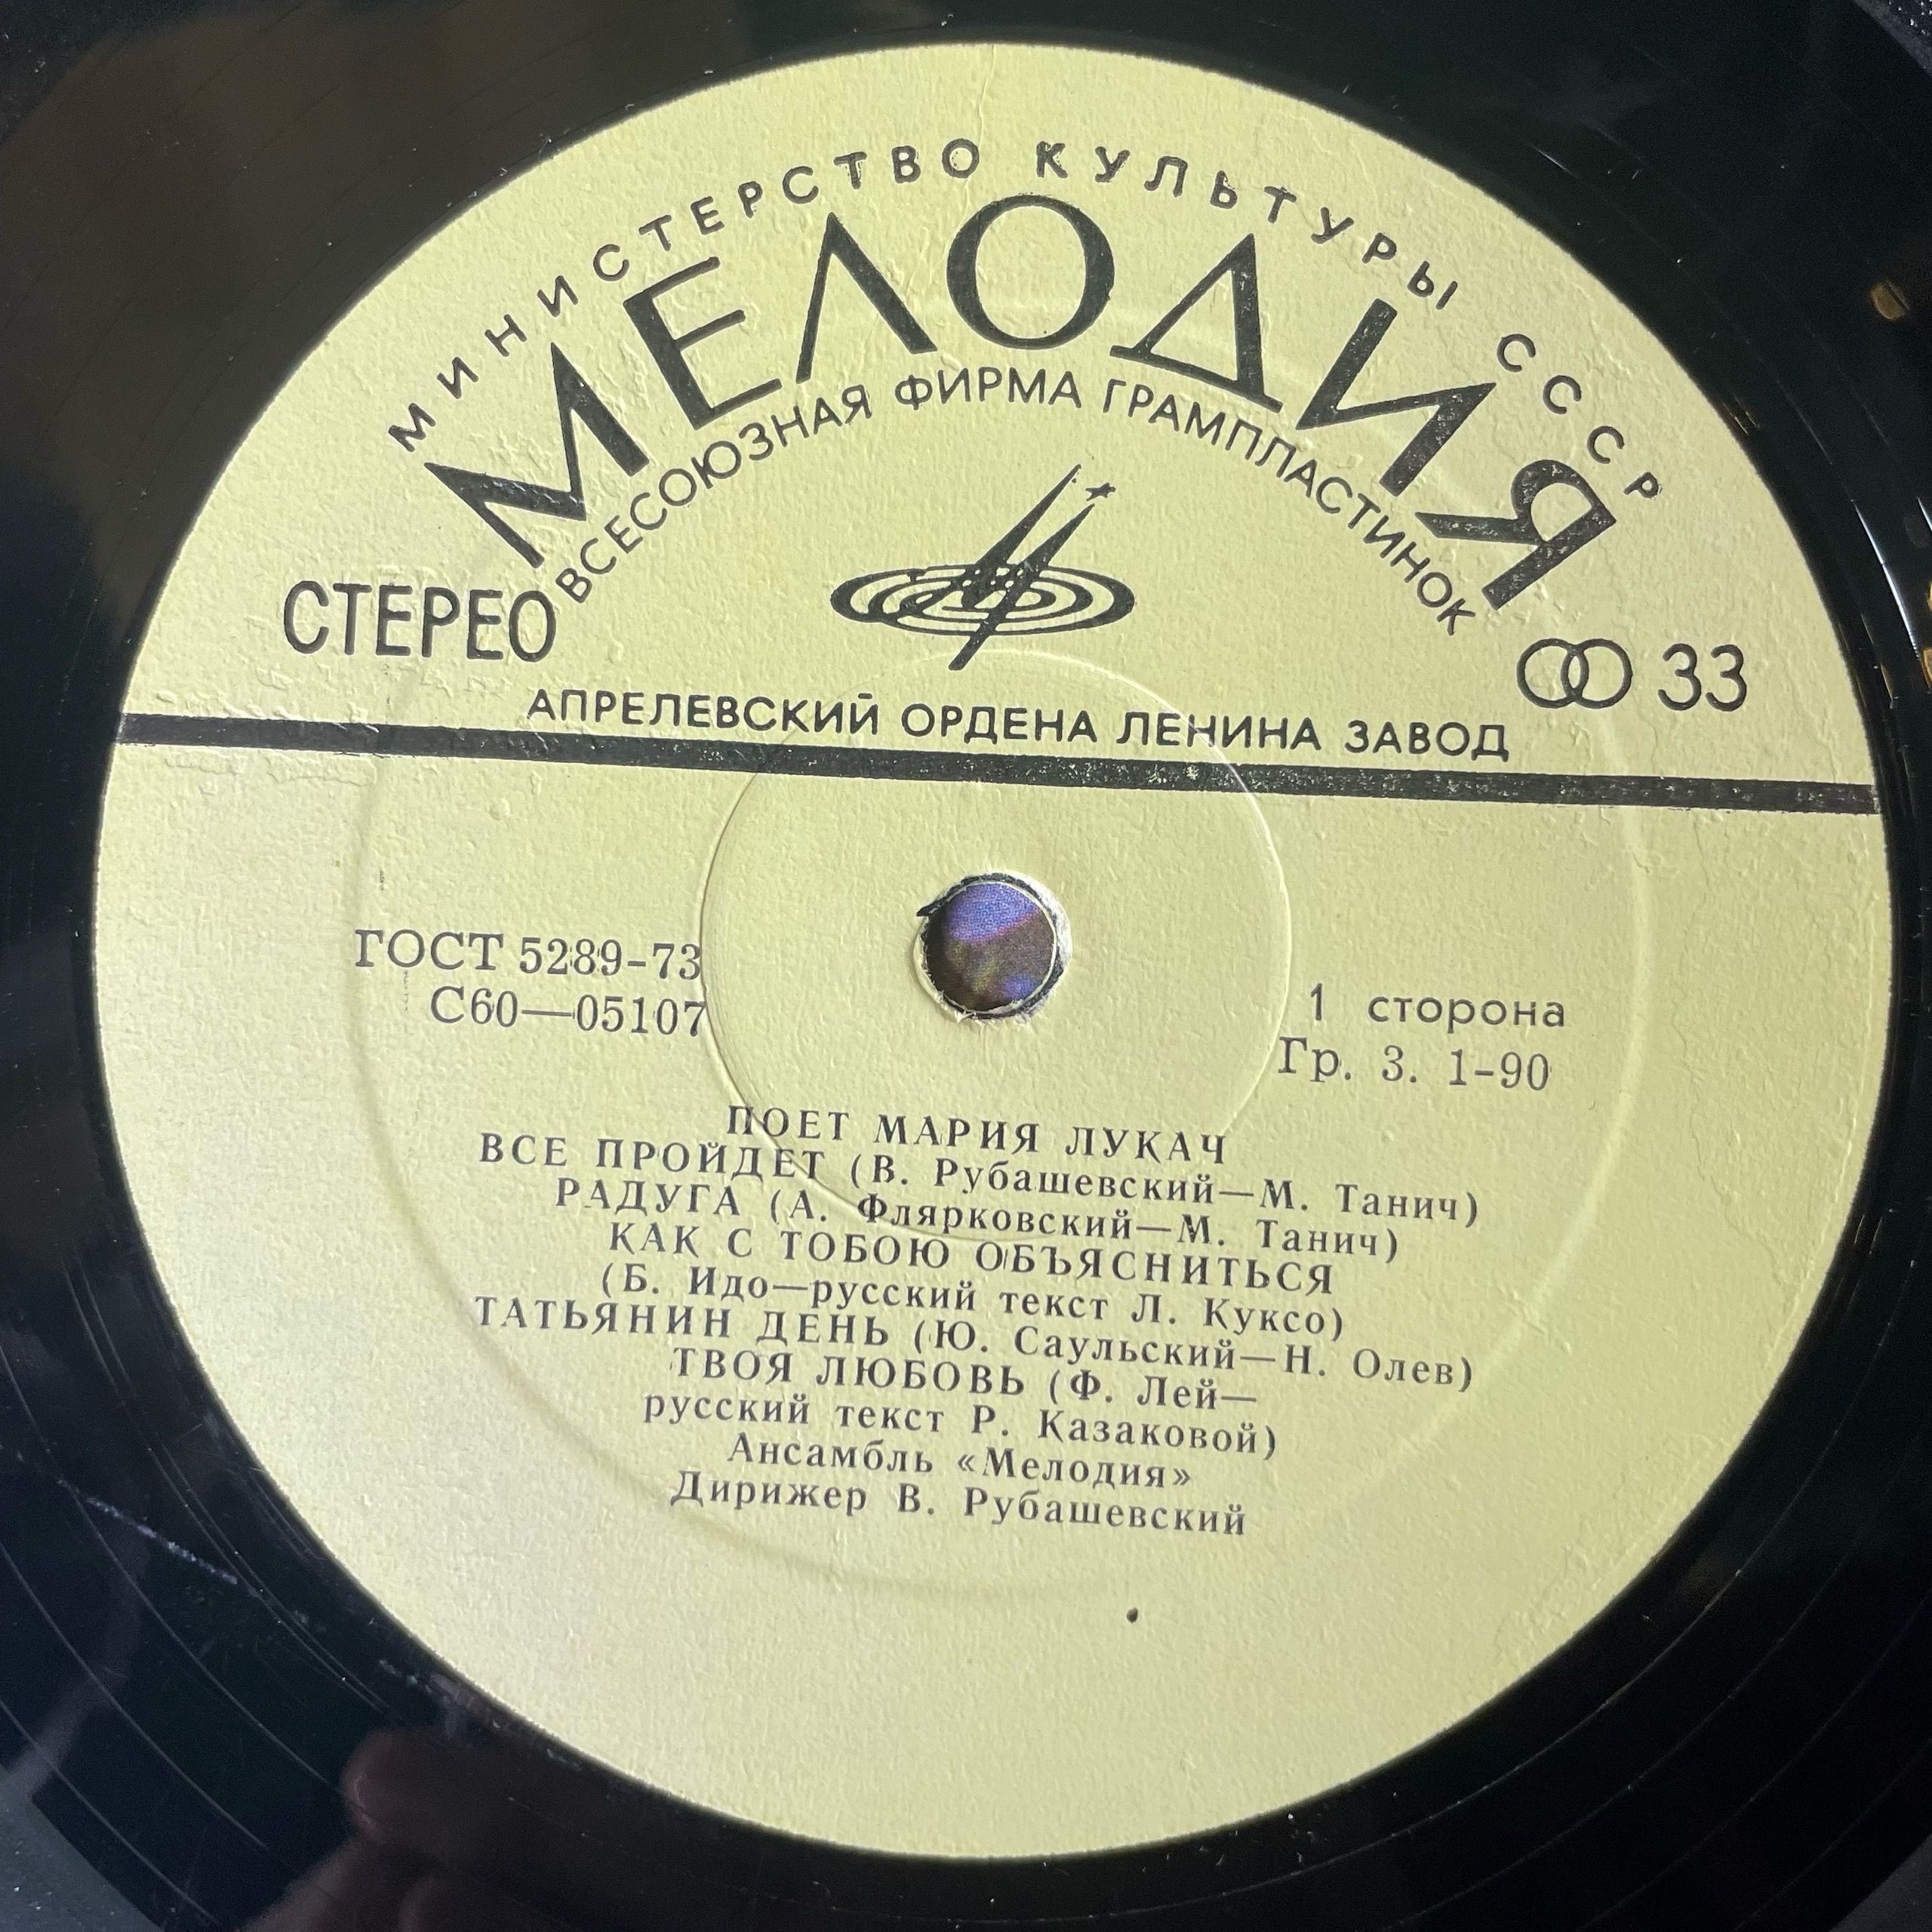 МИНИСТЕРСТВО КУЛЬТУРЫ СССР
МЕЛОДИЯ
ВСЕСОЮЗНАЯ ФИРМА ГРАМПЛАСТИНОК
СТЕРЕО
33
АПРЕЛЕВСКИЙ ОРДЕНА ЛЕНИНА ЗАВОД
ГОСТ 5289-73
С60—05107
1 сторона
Гр. 3. 1-90
ПОЕТ МАРИЯ ЛУКАЧ
ВСЕ ПРОЙДЕТ (В. Рубашевский—М. Танич)
РАДУГА (А. Флярковский—М. Танич)
КАК С ТОБОЮ ОБЪЯСНИТЬСЯ
(Б. Идо—русский текст Л. Куксо)
ТАТЬЯНИН ДЕНЬ (Ю. Саульский—Н. Олев)
ТВОЯ ЛЮБОВЬ (Ф. Лей—
русский текст Р. Казаковой)
Ансамбль «Мелодия»
Дирижер В. Рубашевский